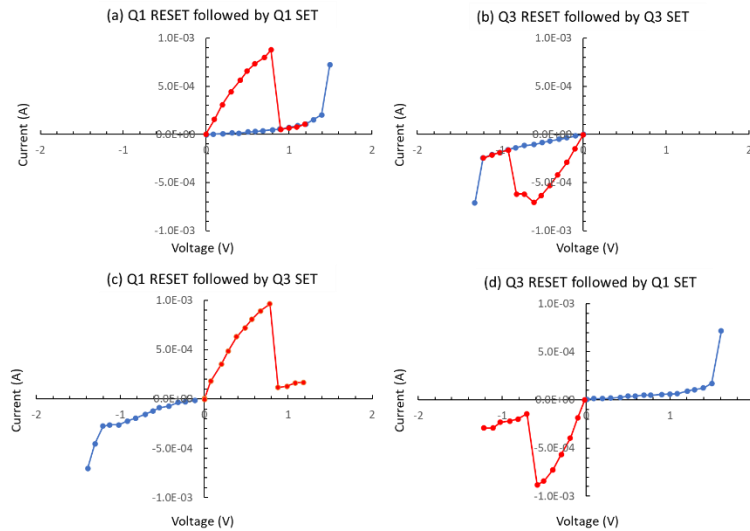 (a) Q1 RESET followed by Q1 SET
1.0E-03
5.0E-04
0.0E+00
-5.0E-04
-1.0E-03
-2
-1
0
1
2
Current (A)
Voltage (V)
(b) Q3 RESET followed by Q3 SET
1.0E-03
5.0E-04
0.0E+00
-5.0E-04
-1.0E-03
-2
-1
0
1
2
Current (A)
Voltage (V)
(c) Q1 RESET followed by Q3 SET
1.0E-03
5.0E-04
0.0E+00
-5.0E-04
-1.0E-03
-2
-1
0
1
2
Current (A)
Voltage (V)
(d) Q3 RESET followed by Q1 SET
1.0E-03
5.0E-04
0.0E+00
-5.0E-04
-1.0E-03
-2
-1
0
1
2
Current (A)
Voltage (V)